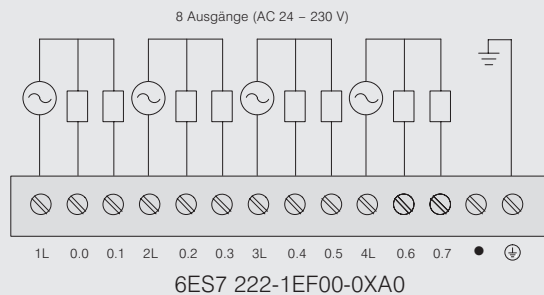 8 Ausgänge (AC 24 – 230 V)
1L 0.0 0.1 2L 0.2 0.3 3L 0.4 0.5 4L 0.6 0.7
6ES7 222-1EF00-0XA0